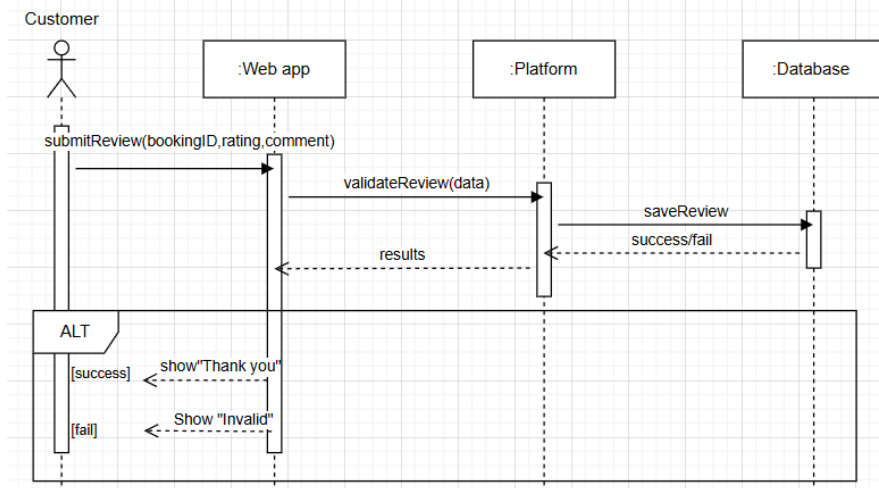 Customer
:Web app
:Platform
:Database
submitReview(bookingID,rating,comment)
validateReview(data)
saveReview
success/fail
results
ALT
[success]
show"Thank you"
[fail]
Show "Invalid"